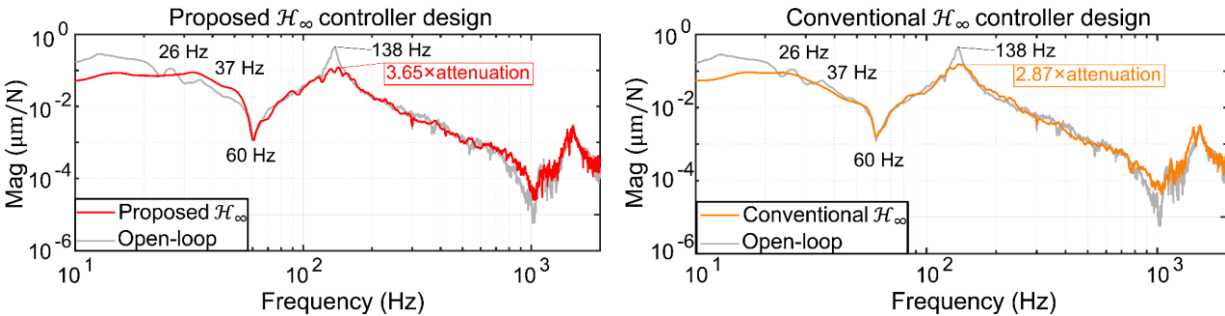 Proposed ℋ∞ controller design
Mag (μm/N)
10^0
10^-2
10^-4
10^-6
26 Hz
37 Hz
60 Hz
138 Hz
3.65×attenuation
Proposed ℋ∞
Open-loop
10^1
10^2
10^3
Frequency (Hz)
Conventional ℋ∞ controller design
Mag (μm/N)
10^0
10^-2
10^-4
10^-6
26 Hz
37 Hz
60 Hz
138 Hz
2.87×attenuation
Conventional ℋ∞
Open-loop
10^1
10^2
10^3
Frequency (Hz)